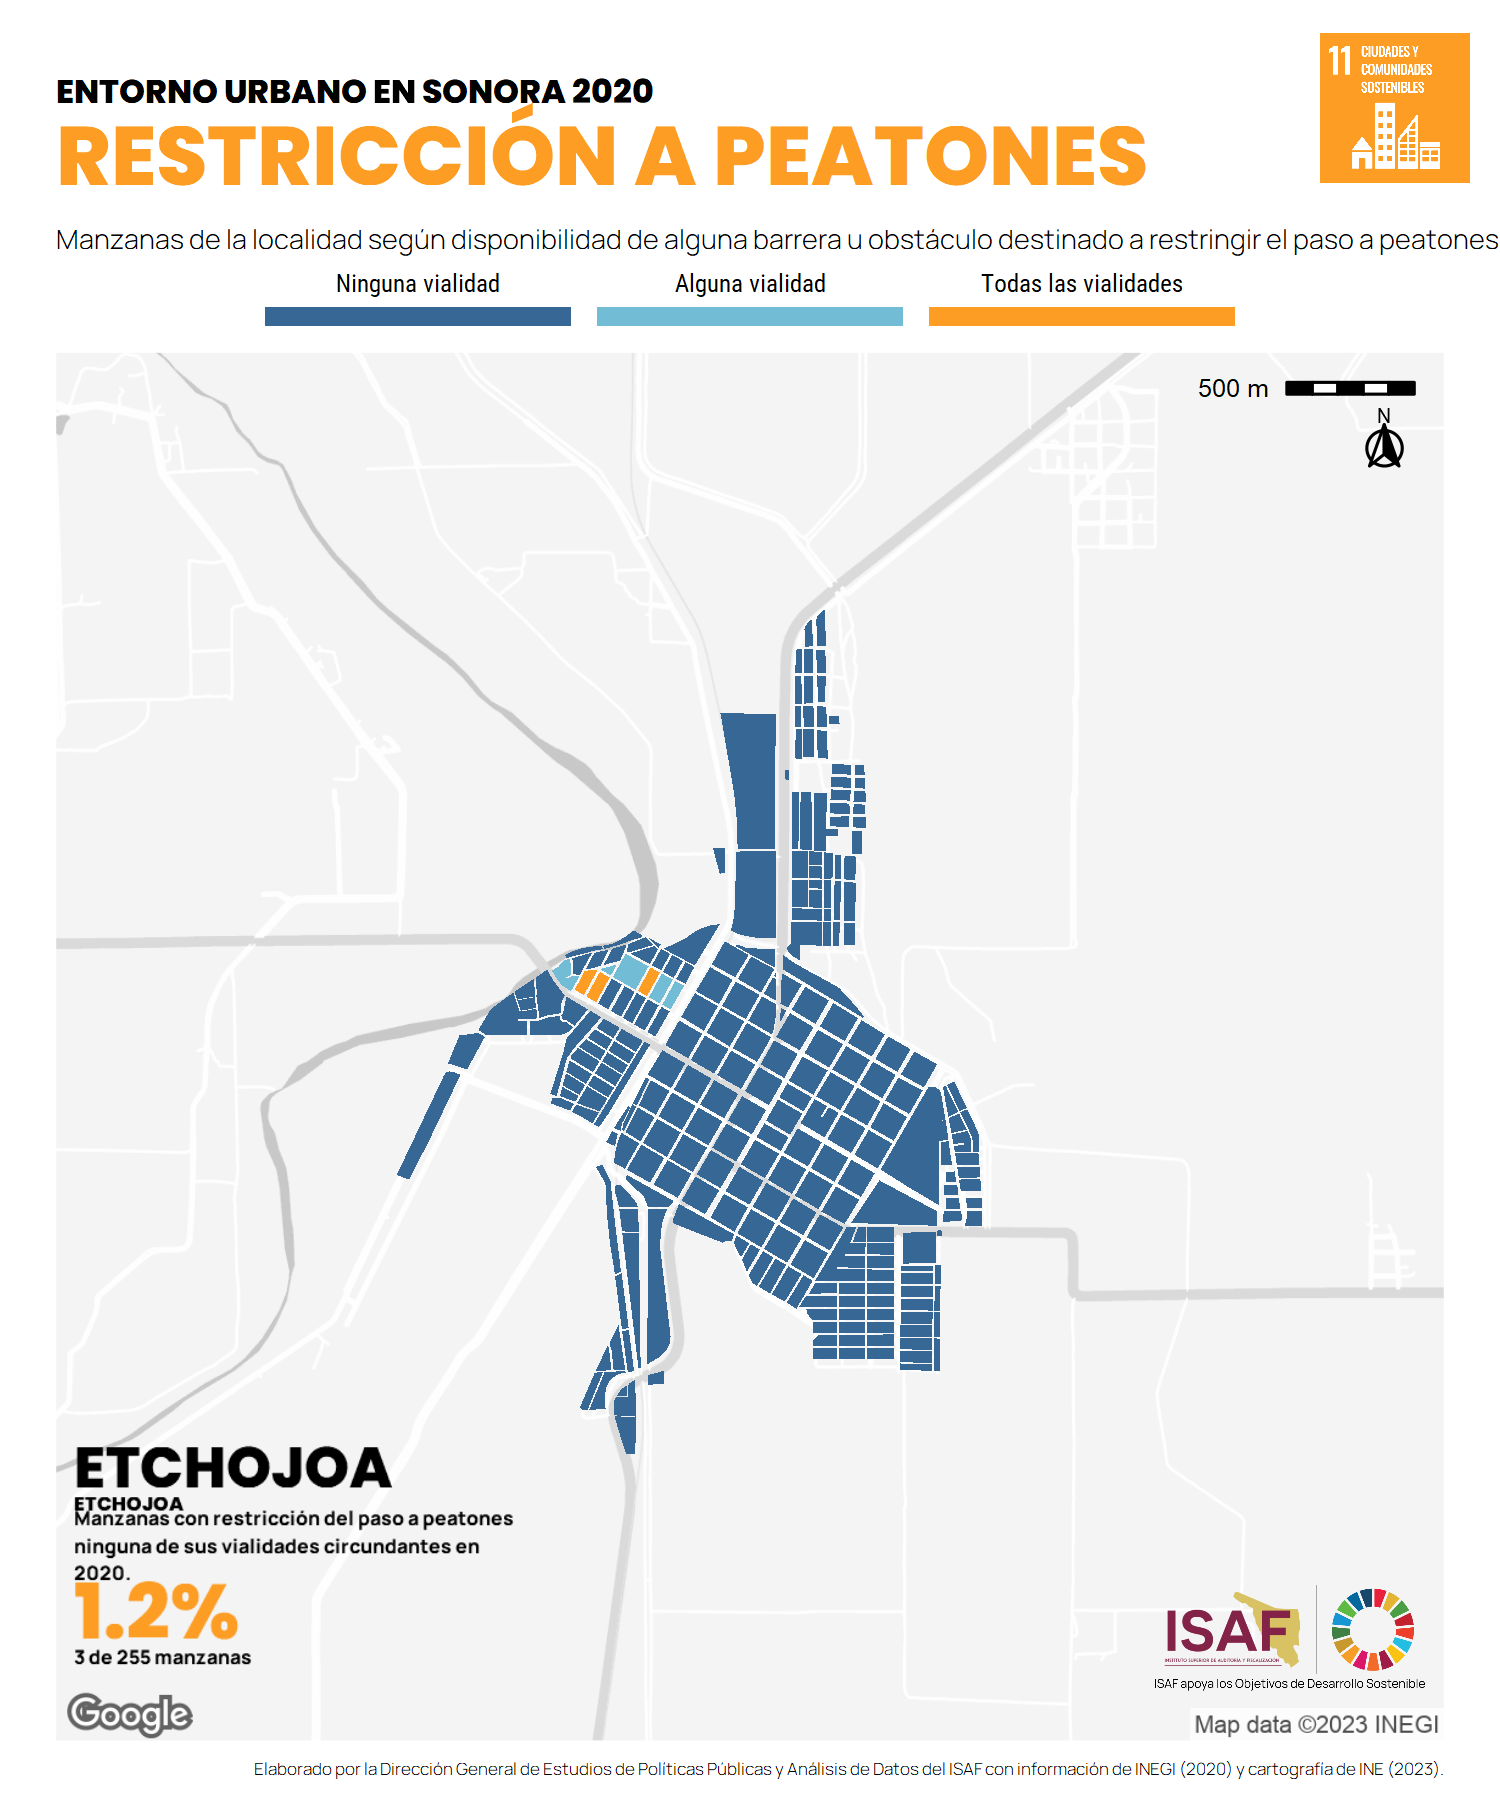 ENTORNO URBANO EN SONORA 2020
RESTRICCIÓN A PEATONES
11 CIUDADES Y
COMUNIDADES
SOSTENIBLES
Manzanas de la localidad según disponibilidad de alguna barrera u obstáculo destinado a restringir el paso a peatones
Ninguna vialidad
Alguna vialidad
Todas las vialidades
500 m
N
ETCHOJOA
ETCHOJOA
Manzanas con restricción del paso a peatones
ninguna de sus vialidades circundantes en
2020.
1.2%
3 de 255 manzanas
Google
ISAF
INSTITUTO SUPERIOR DE AUDITORÍA Y FISCALIZACIÓN
ISAF apoya los Objetivos de Desarrollo Sostenible
Map data ©2023 INEGI
Elaborado por la Dirección General de Estudios de Políticas Públicas y Análisis de Datos del ISAF con información de INEGI (2020) y cartografía de INE (2023).